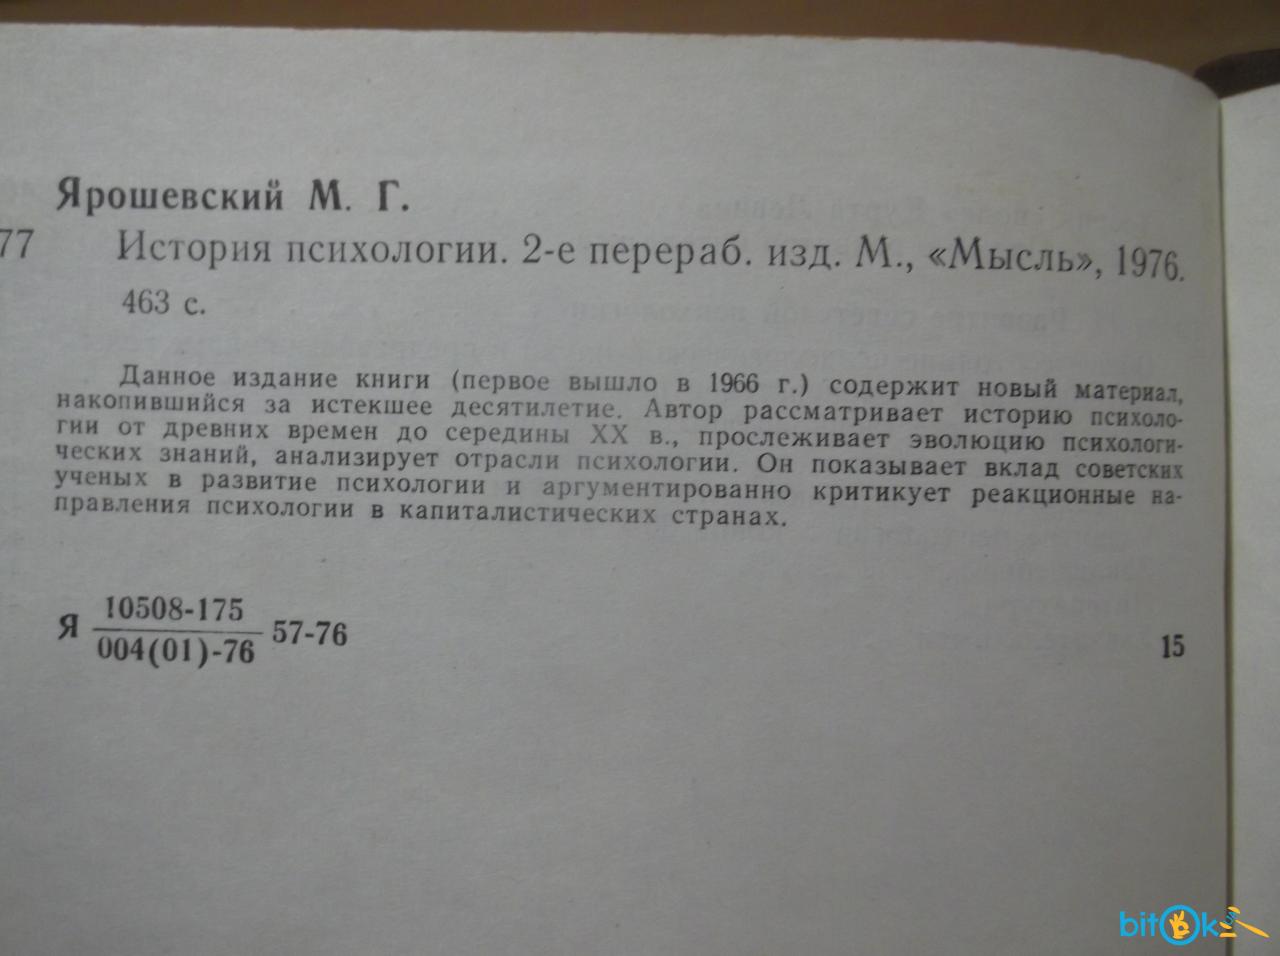 Ярошевский М. Г.
77 История психологии. 2-е перераб. изд. М., «Мысль», 1976.
463 с.
Данное издание книги (первое вышло в 1966 г.) содержит новый материал,
накопившийся за истекшее десятилетие. Автор рассматривает историю психоло-
гии от древних времен до середины XX в., прослеживает эволюцию психологи-
ческих знаний, анализирует отрасли психологии. Он показывает вклад советских
ученых в развитие психологии и аргументированно критикует реакционные на-
правления психологии в капиталистических странах.
Я 10508-175 57-76
004(01)-76
15
bitOk